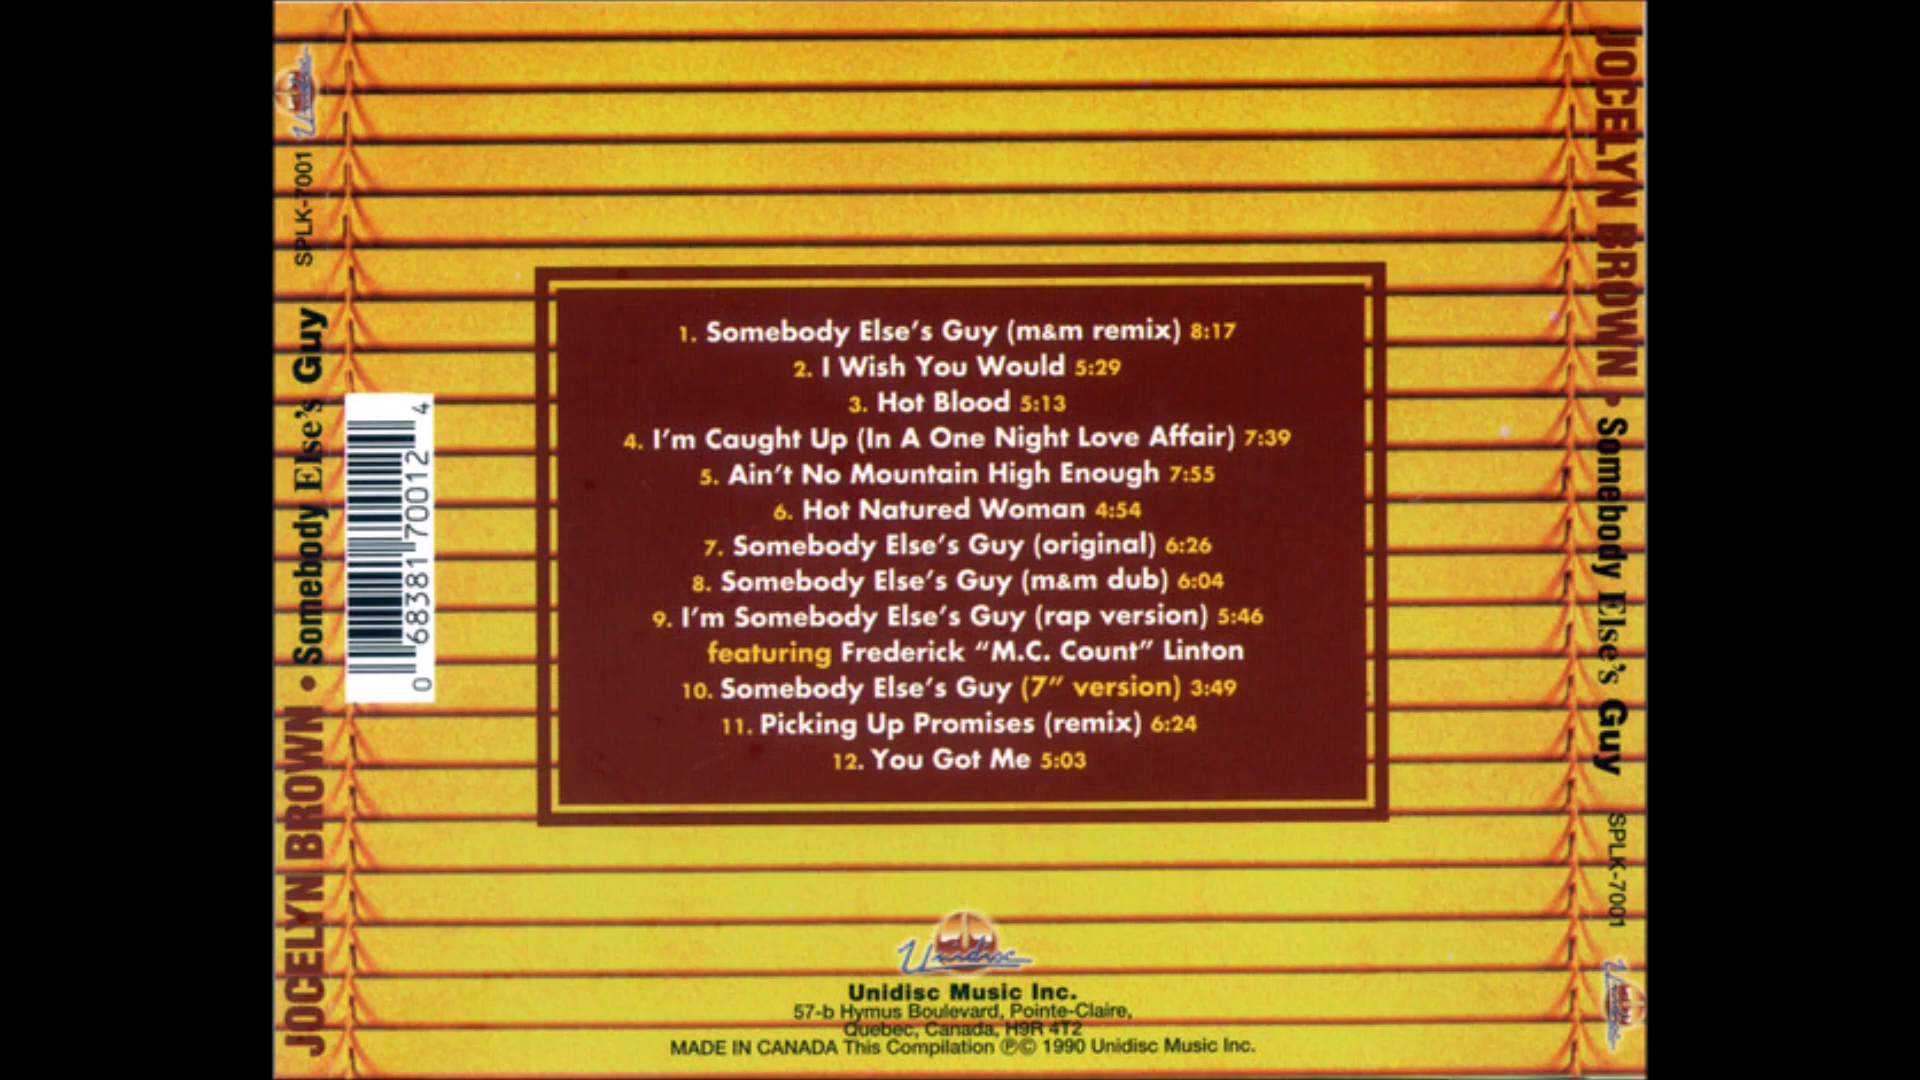 JOCELYN BROWN • Somebody Else's Guy SPLK-7001 Unidisc
0 68381 70012 4
1. Somebody Else's Guy (m&m remix) 8:17
2. I Wish You Would 5:29
3. Hot Blood 5:13
4. I'm Caught Up (In A One Night Love Affair) 7:39
5. Ain't No Mountain High Enough 7:55
6. Hot Natured Woman 4:54
7. Somebody Else's Guy (original) 6:26
8. Somebody Else's Guy (m&m dub) 6:04
9. I'm Somebody Else's Guy (rap version) 5:46
featuring Frederick “M.C. Count” Linton
10. Somebody Else's Guy (7” version) 3:49
11. Picking Up Promises (remix) 6:24
12. You Got Me 5:03
Unidisc
Unidisc Music Inc.
57-b Hymus Boulevard, Pointe-Claire,
Quebec, Canada, H9R 4T2
MADE IN CANADA This Compilation ℗© 1990 Unidisc Music Inc.
JOCELYN BROWN • Somebody Else's Guy SPLK-7001 Unidisc